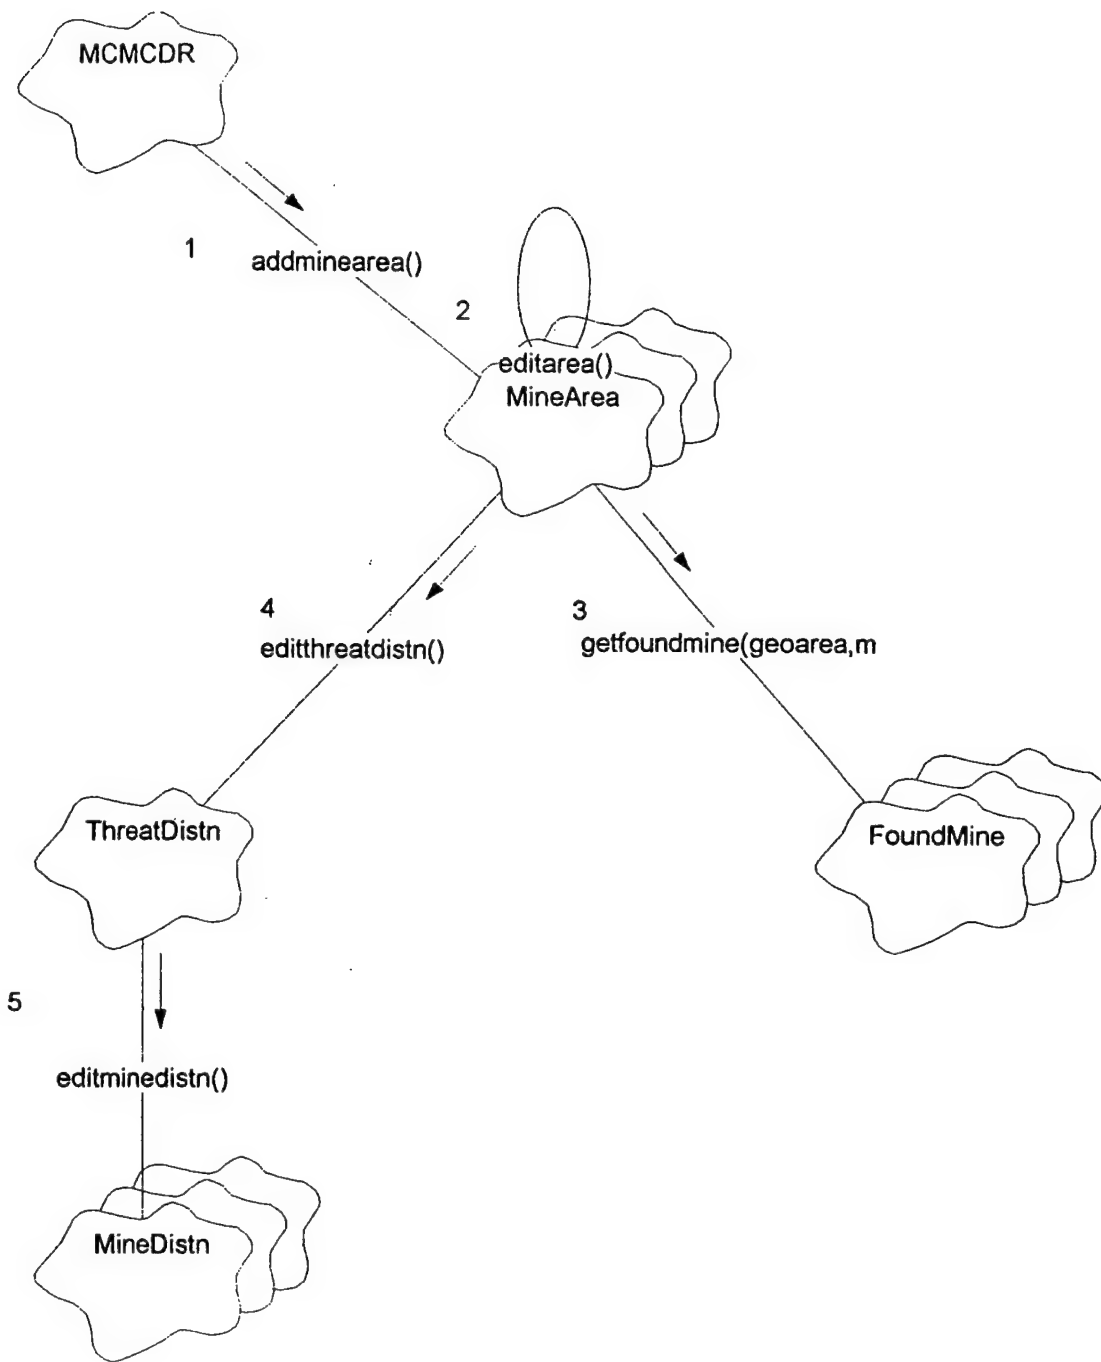 MCMCDR
1
addminearea()
2
editarea()
MineArea
4
editthreatdistn()
3
getfoundmine(geoarea,m
ThreatDistn
FoundMine
5
editminedistn()
MineDistn